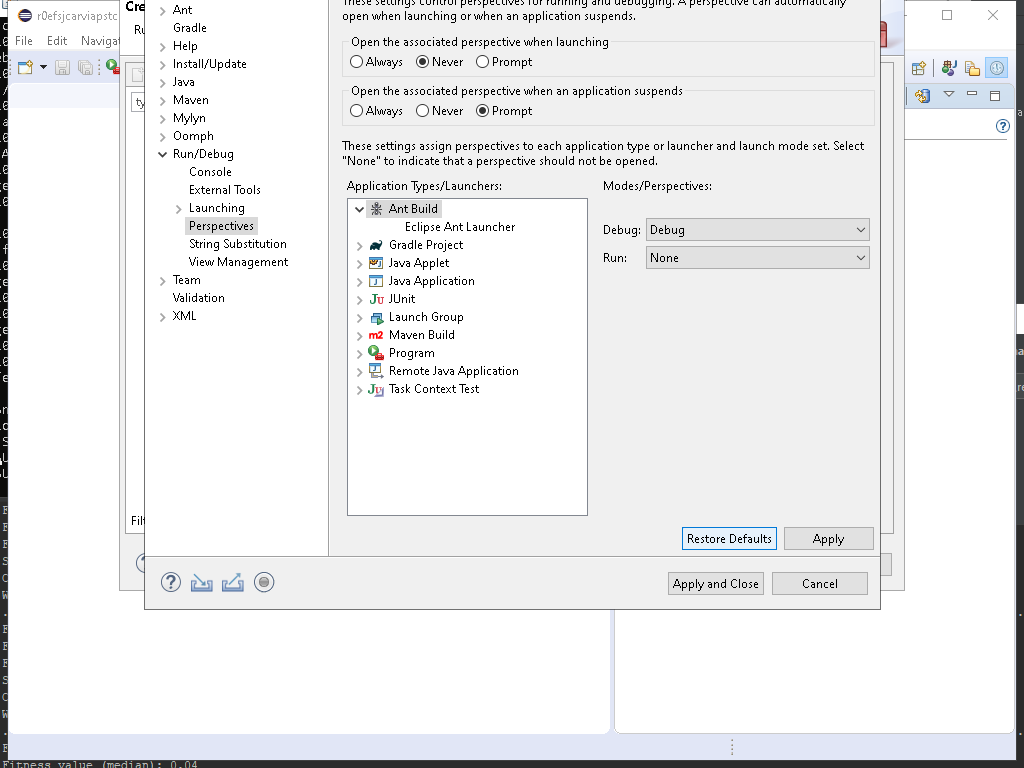 r0efsjcarviapstc
File Edit Navigat
Cre
Ru
ty
Filt
Ant
Gradle
Help
Install/Update
Java
Maven
Mylyn
Oomph
Run/Debug
Console
External Tools
Launching
Perspectives
String Substitution
View Management
Team
Validation
XML
These settings control perspectives for running and debugging. A perspective can automatically
open when launching or when an application suspends.
Open the associated perspective when launching
Always Never Prompt
Open the associated perspective when an application suspends
Always Never Prompt
These settings assign perspectives to each application type or launcher and launch mode set. Select
"None" to indicate that a perspective should not be opened.
Application Types/Launchers: Modes/Perspectives:
Ant Build
Eclipse Ant Launcher
Gradle Project
Java Applet
Java Application
JUnit
Launch Group
Maven Build
Program
Remote Java Application
Task Context Test
Debug: Debug
Run: None
Restore Defaults Apply
Apply and Close Cancel
Fitness value (median): 0.04